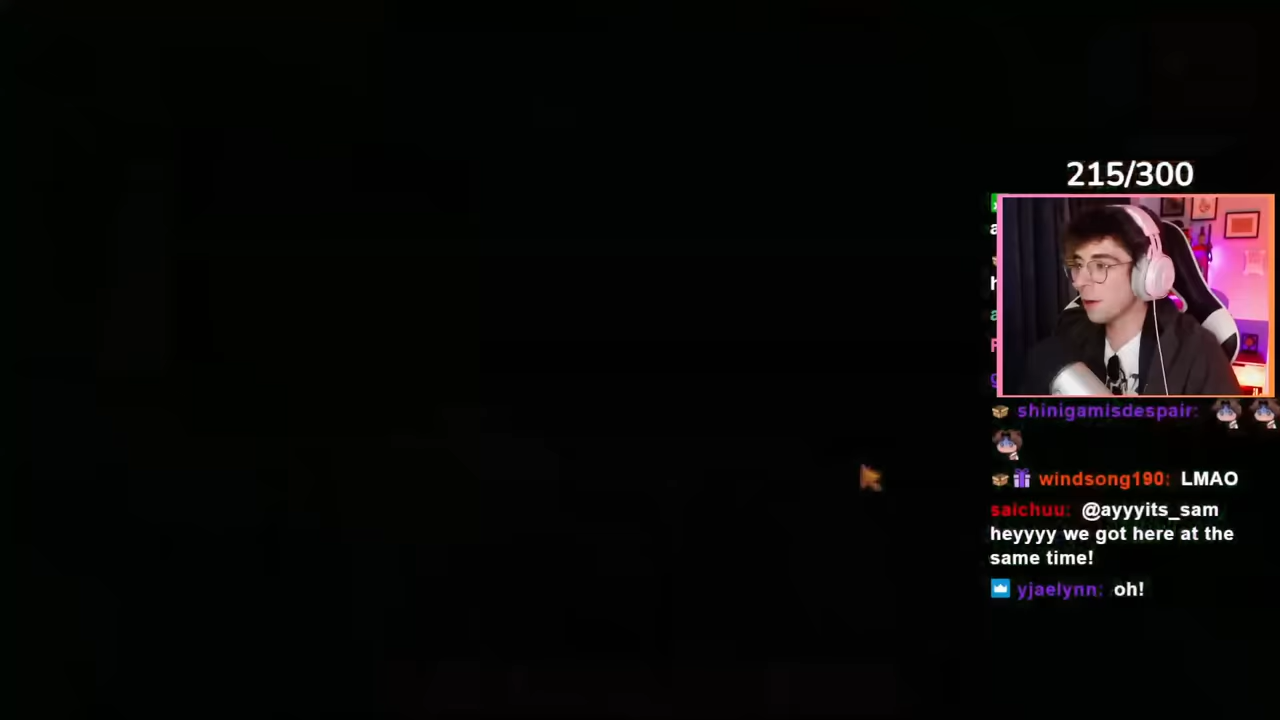 215/300
shinigamisdespair:
windsong190: LMAO
saichuu: @ayyyits_sam
heyyyy we got here at the
same time!
yjaelynn: oh!